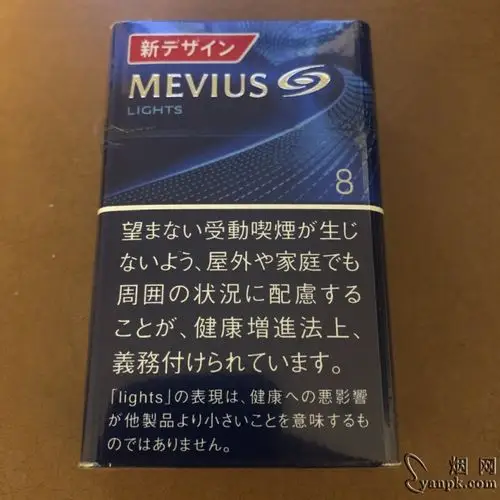 新デザイン
MEVIUS
LIGHTS
8
望まない受動喫煙が生じ
ないよう、屋外や家庭でも
周囲の状況に配慮する
ことが、健康増進法上、
義務付けられています。
「lights」の表現は、健康への悪影響
が他製品より小さいことを意味するも
のではありません。
烟网
yanpk.com